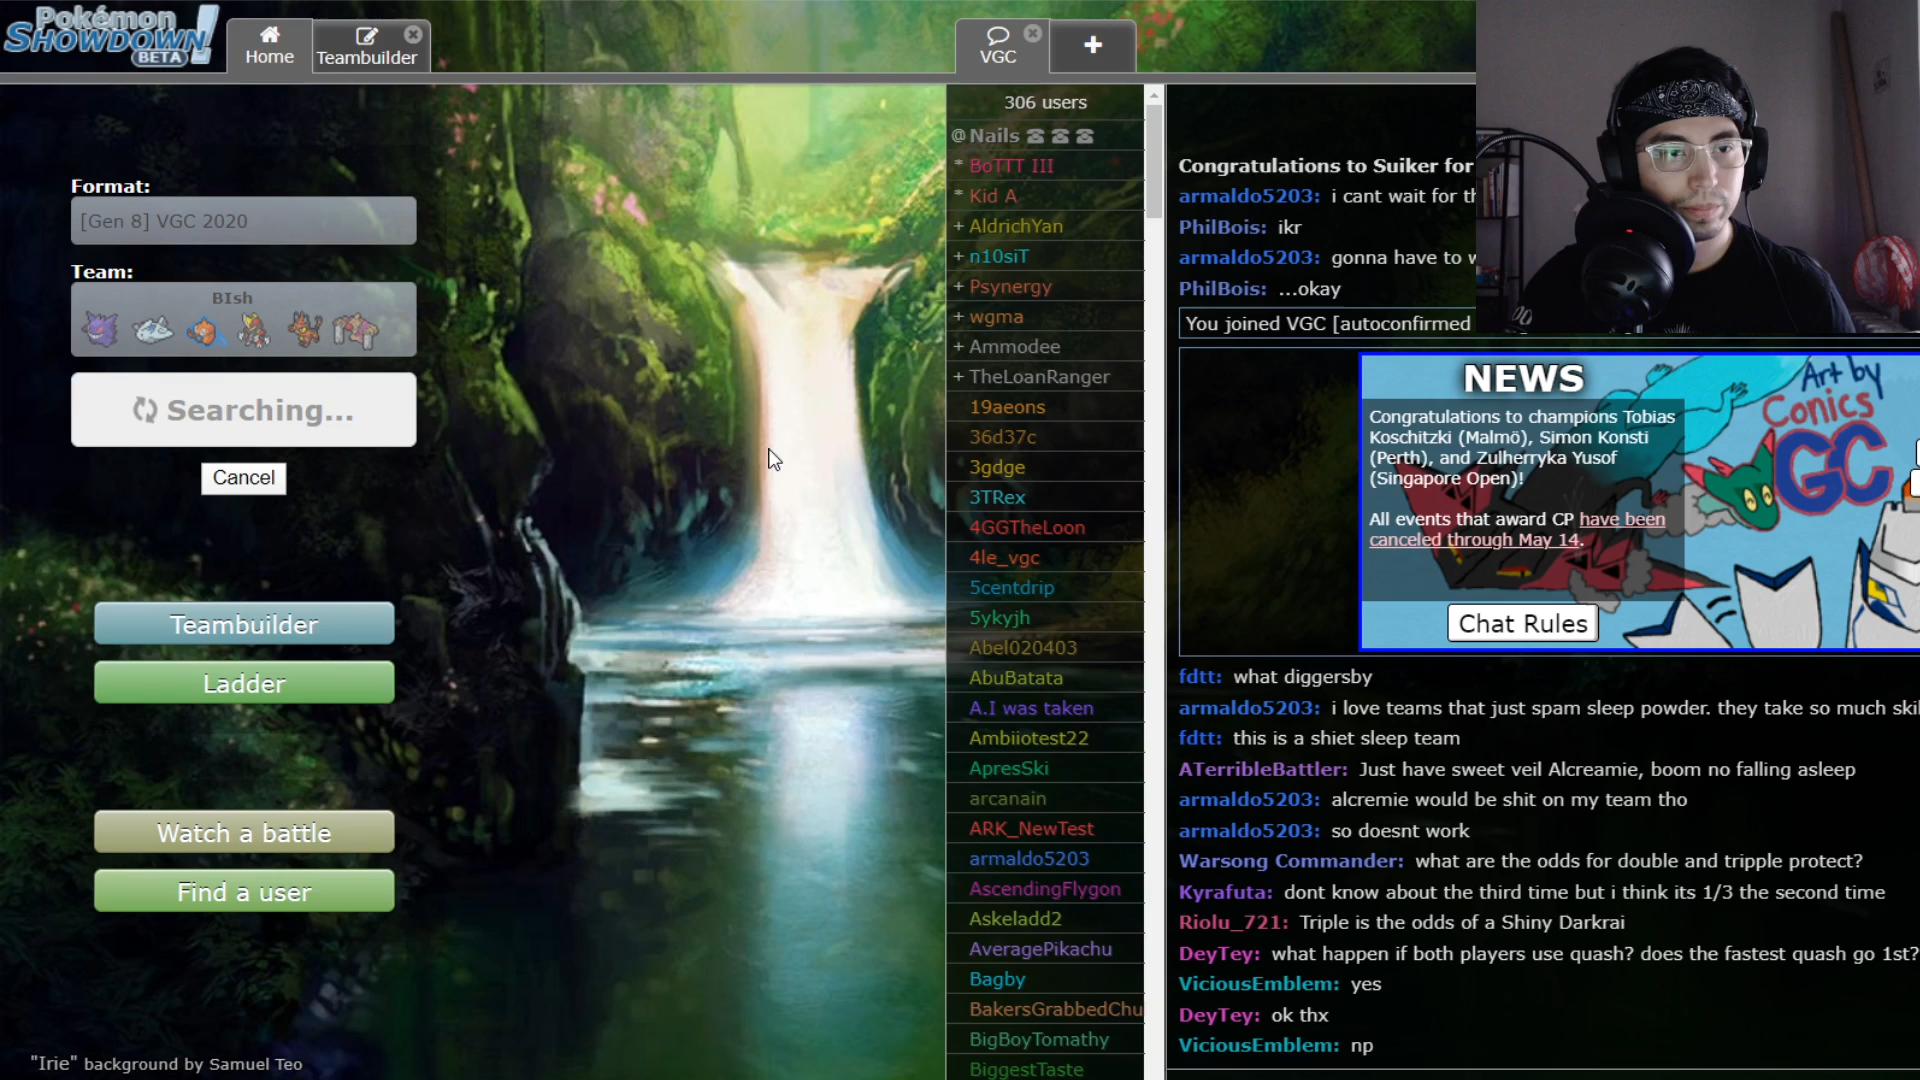 Pokémon
SHOWDOWN!
BETA
Home
Teambuilder
VGC
Format:
[Gen 8] VGC 2020
Team:
BIsh
Searching...
Cancel
Teambuilder
Ladder
Watch a battle
Find a user
"Irie" background by Samuel Teo
306 users
@Nails ☎ ☎ ☎
* BoTTT III
* Kid A
+ AldrichYan
+ n10siT
+ Psynergy
+ wgma
+ Ammodee
+ TheLoanRanger
19aeons
36d37c
3gdge
3TRex
4GGTheLoon
4le_vgc
5centdrip
5ykyjh
Abel020403
AbuBatata
A.I was taken
Ambiiotest22
ApresSki
arcanain
ARK_NewTest
armaldo5203
AscendingFlygon
Askeladd2
AveragePikachu
Bagby
BakersGrabbedChu
BigBoyTomathy
BiggestTaste
Congratulations to Suiker for
armaldo5203: i cant wait for th
PhilBois: ikr
armaldo5203: gonna have to w
PhilBois: ...okay
You joined VGC [autoconfirmed
NEWS
Congratulations to champions Tobias
Koschitzki (Malmö), Simon Konsti
(Perth), and Zulherryka Yusof
(Singapore Open)!
All events that award CP have been
canceled through May 14.
Art by
Conics
GC
Chat Rules
fdtt: what diggersby
armaldo5203: i love teams that just spam sleep powder. they take so much skil
fdtt: this is a shiet sleep team
ATerribleBattler: Just have sweet veil Alcreamie, boom no falling asleep
armaldo5203: alcremie would be shit on my team tho
armaldo5203: so doesnt work
Warsong Commander: what are the odds for double and tripple protect?
Kyrafuta: dont know about the third time but i think its 1/3 the second time
Riolu_721: Triple is the odds of a Shiny Darkrai
DeyTey: what happen if both players use quash? does the fastest quash go 1st?
ViciousEmblem: yes
DeyTey: ok thx
ViciousEmblem: np